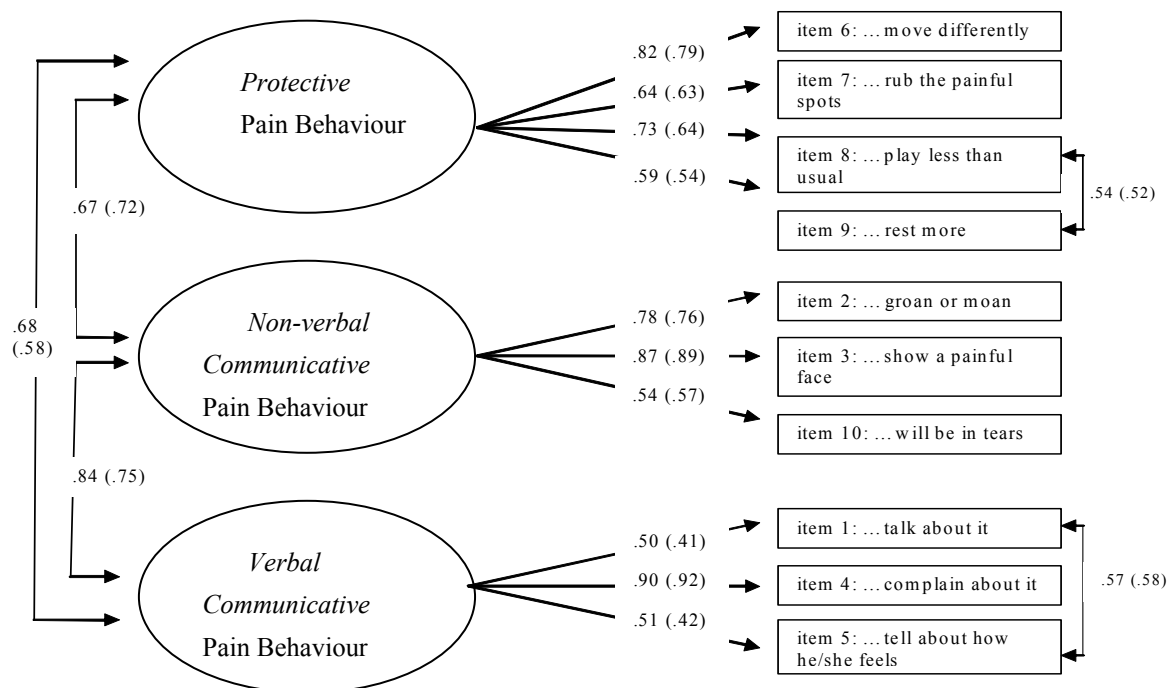 Protective
Pain Behaviour
.82 (.79)
.64 (.63)
.73 (.64)
.59 (.54)
item 6: ... move differently
item 7: ... rub the painful
spots
item 8: ... play less than
usual
item 9: ... rest more
.54 (.52)
.67 (.72)
.68
(.58)
Non-verbal
Communicative
Pain Behaviour
.78 (.76)
.87 (.89)
.54 (.57)
item 2: ... groan or moan
item 3: ... show a painful
face
item 10: ... will be in tears
.84 (.75)
Verbal
Communicative
Pain Behaviour
.50 (.41)
.90 (.92)
.51 (.42)
item 1: ... talk about it
item 4: ... complain about it
item 5: ... tell about how
he/she feels
.57 (.58)